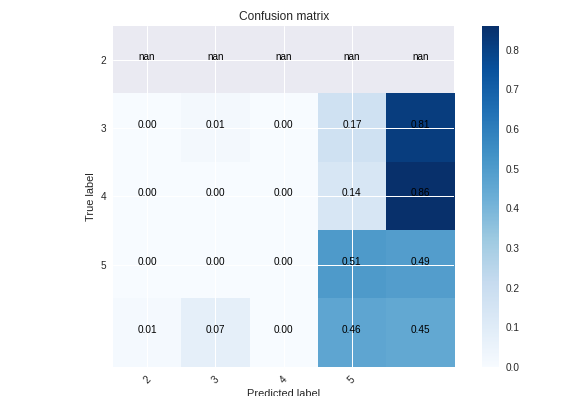 Confusion matrix
2 nan nan nan nan nan
3 0.00 0.01 0.00 0.17 0.81
4 0.00 0.00 0.00 0.14 0.86
5 0.00 0.00 0.00 0.51 0.49
0.01 0.07 0.00 0.46 0.45
2 3 4 5
True label
Predicted label
0.8
0.7
0.6
0.5
0.4
0.3
0.2
0.1
0.0